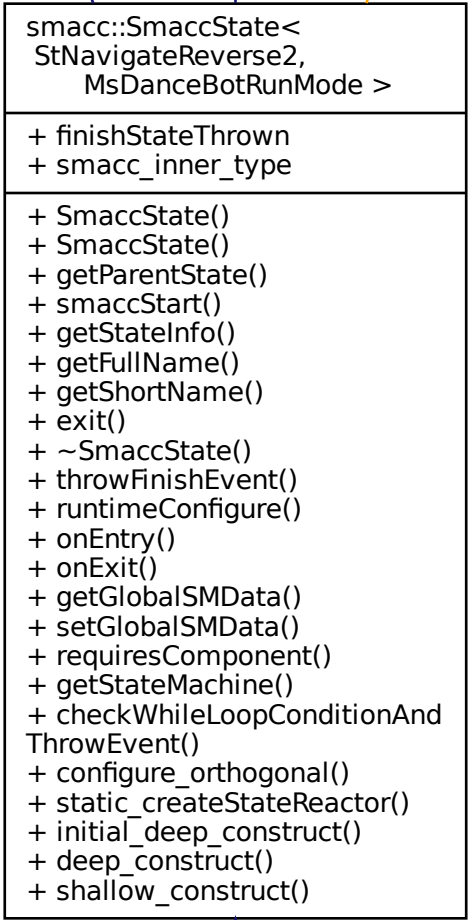 smacc::SmaccState<
StNavigateReverse2,
MsDanceBotRunMode >
+ finishStateThrown
+ smacc_inner_type
+ SmaccState()
+ SmaccState()
+ getParentState()
+ smaccStart()
+ getStateInfo()
+ getFullName()
+ getShortName()
+ exit()
+ ~SmaccState()
+ throwFinishEvent()
+ runtimeConfigure()
+ onEntry()
+ onExit()
+ getGlobalSMData()
+ setGlobalSMData()
+ requiresComponent()
+ getStateMachine()
+ checkWhileLoopConditionAnd
ThrowEvent()
+ configure_orthogonal()
+ static_createStateReactor()
+ initial_deep_construct()
+ deep_construct()
+ shallow_construct()